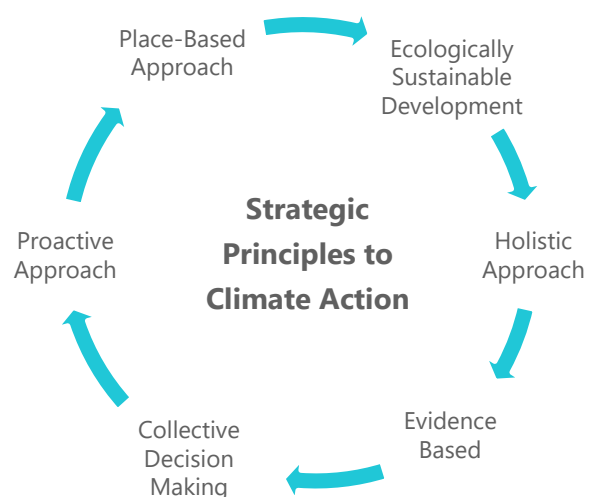 Place-Based
Approach
Ecologically
Sustainable
Development
Holistic
Approach
Evidence
Based
Collective
Decision
Making
Proactive
Approach
Strategic
Principles to
Climate Action